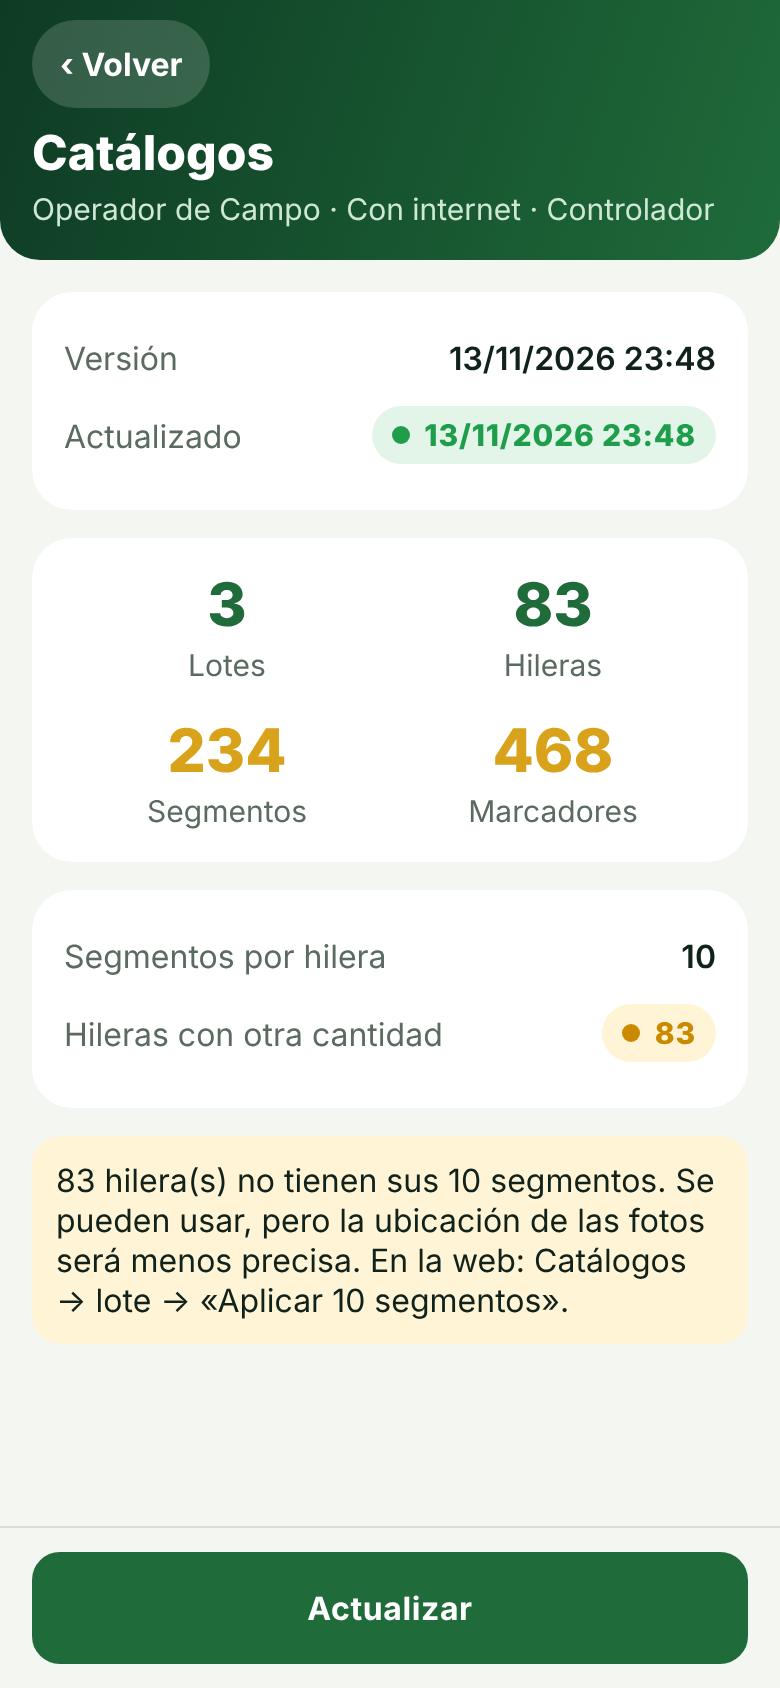 ‹ Volver
Catálogos
Operador de Campo · Con internet · Controlador
Versión 13/11/2026 23:48
Actualizado 13/11/2026 23:48
3 83
Lotes Hileras
234 468
Segmentos Marcadores
Segmentos por hilera 10
Hileras con otra cantidad 83
83 hilera(s) no tienen sus 10 segmentos. Se
pueden usar, pero la ubicación de las fotos
será menos precisa. En la web: Catálogos
→ lote → «Aplicar 10 segmentos».
Actualizar